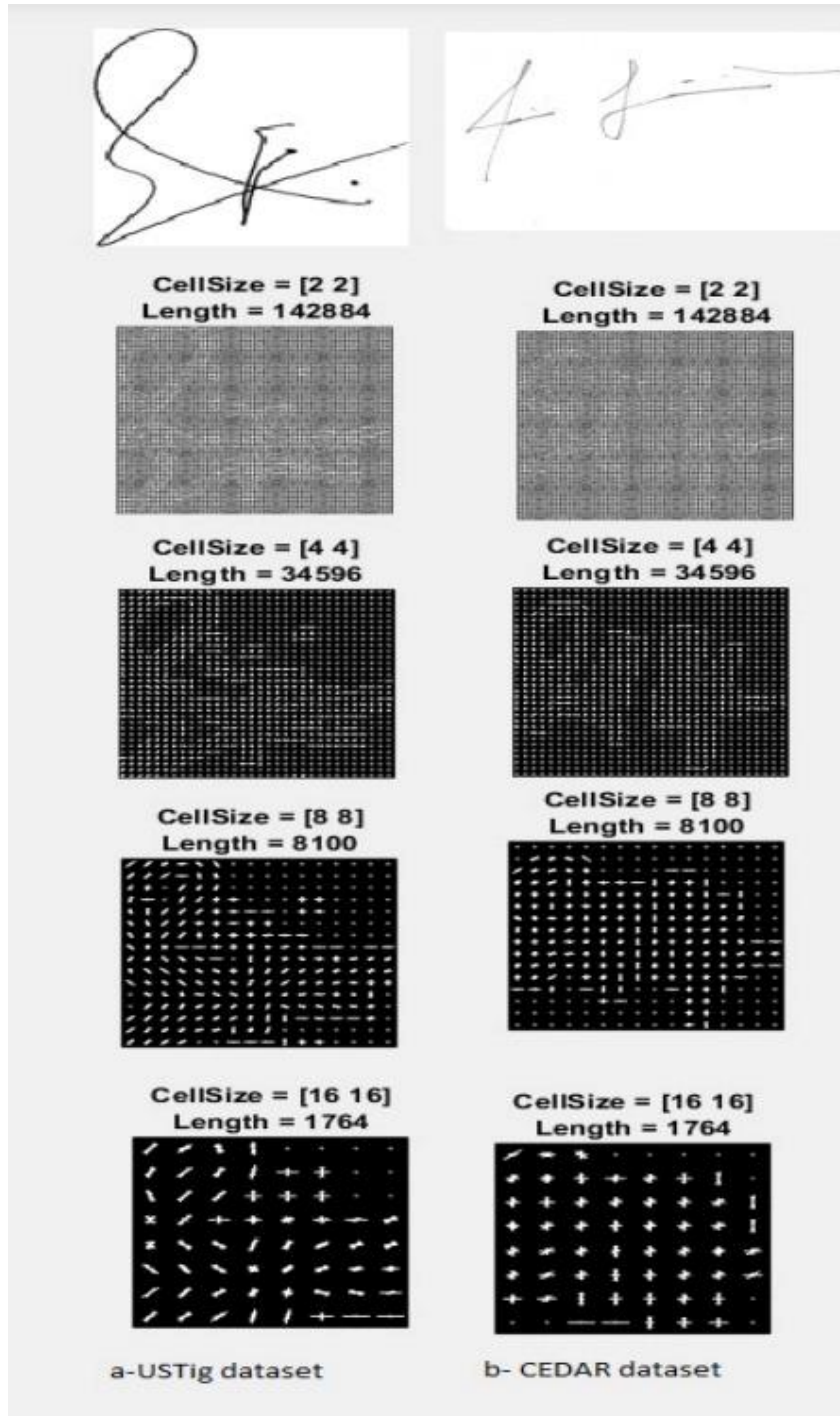 CellSize = [2 2]
Length = 142884
CellSize = [2 2]
Length = 142884
CellSize = [4 4]
Length = 34596
CellSize = [4 4]
Length = 34596
CellSize = [8 8]
Length = 8100
CellSize = [8 8]
Length = 8100
CellSize = [16 16]
Length = 1764
CellSize = [16 16]
Length = 1764
a-USTig dataset
b- CEDAR dataset